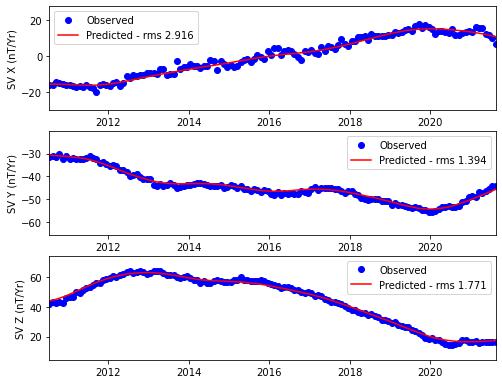 20
0
−20
SV X (nT/Yr)
Observed
Predicted - rms 2.916
2012
2014
2016
2018
2020
−30
−40
−50
−60
SV Y (nT/Yr)
Observed
Predicted - rms 1.394
2012
2014
2016
2018
2020
60
40
20
SV Z (nT/Yr)
Observed
Predicted - rms 1.771
2012
2014
2016
2018
2020